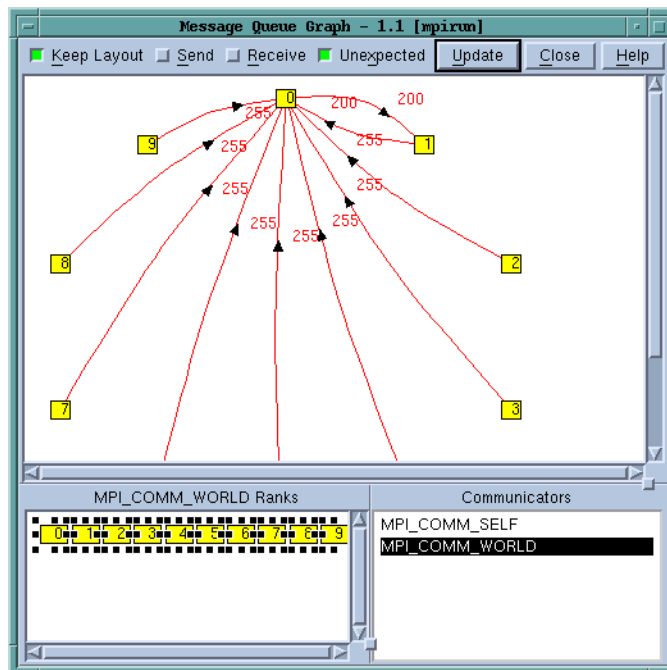 Message Queue Graph - 1.1 [mpirun]
Keep Layout Send Receive Unexpected Update Close Help
0
200
200
255
255
9
1
255
255
255
255
255
255
255
8
2
7
3
MPI_COMM_WORLD Ranks
0 1 2 3 4 5 6 7 8 9
Communicators
MPI_COMM_SELF
MPI_COMM_WORLD